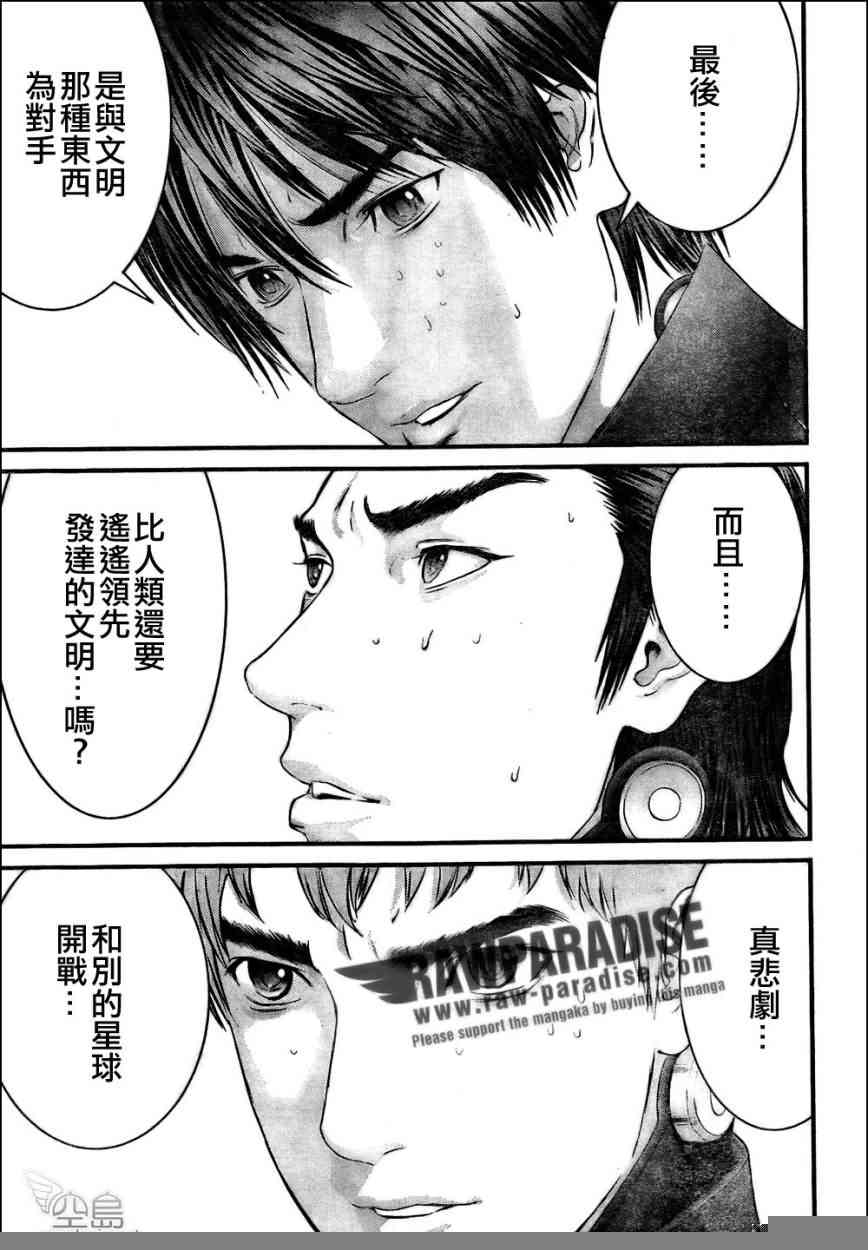 最後……
是與文明
那種東西
為對手
而且……
比人類還要
遙遙領先
發達的文明…嗎？
真悲劇…
和別的星球
開戰…
RAWPARADISE
www.raw-paradise.com
Please support the mangaka by buying this manga
空島